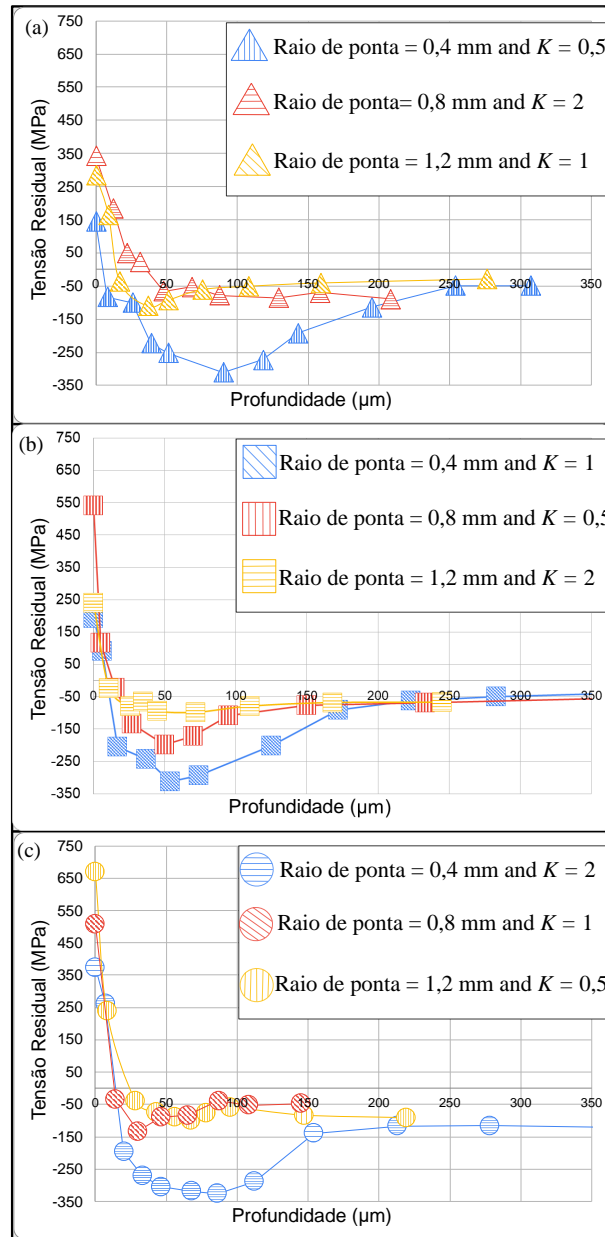 (a)
750
650
550
450
350
250
150
50
-50
-150
-250
-350
Tensão Residual (MPa)
Raio de ponta = 0,4 mm and K = 0,5
Raio de ponta= 0,8 mm and K = 2
Raio de ponta = 1,2 mm and K = 1
0 50 100 150 200 250 300 350
Profundidade (μm)
(b)
750
650
550
450
350
250
150
50
-50
-150
-250
-350
Tensão Residual (MPa)
Raio de ponta = 0,4 mm and K = 1
Raio de ponta = 0,8 mm and K = 0,5
Raio de ponta = 1,2 mm and K = 2
0 50 100 150 200 250 300 350
Profundidade (μm)
(c)
750
650
550
450
350
250
150
50
-50
-150
-250
-350
Tensão Residual (MPa)
Raio de ponta = 0,4 mm and K = 2
Raio de ponta = 0,8 mm and K = 1
Raio de ponta = 1,2 mm and K = 0,5
0 50 100 150 200 250 300 350
Profundidade (μm)